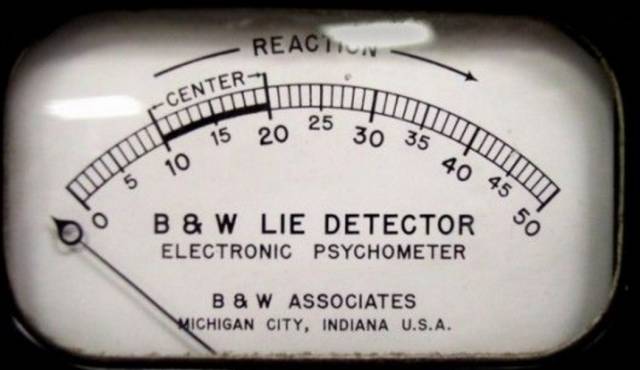 REACTION
CENTER
0 5 10 15 20 25 30 35 40 45 50
B & W LIE DETECTOR
ELECTRONIC PSYCHOMETER
B & W ASSOCIATES
MICHIGAN CITY, INDIANA U.S.A.